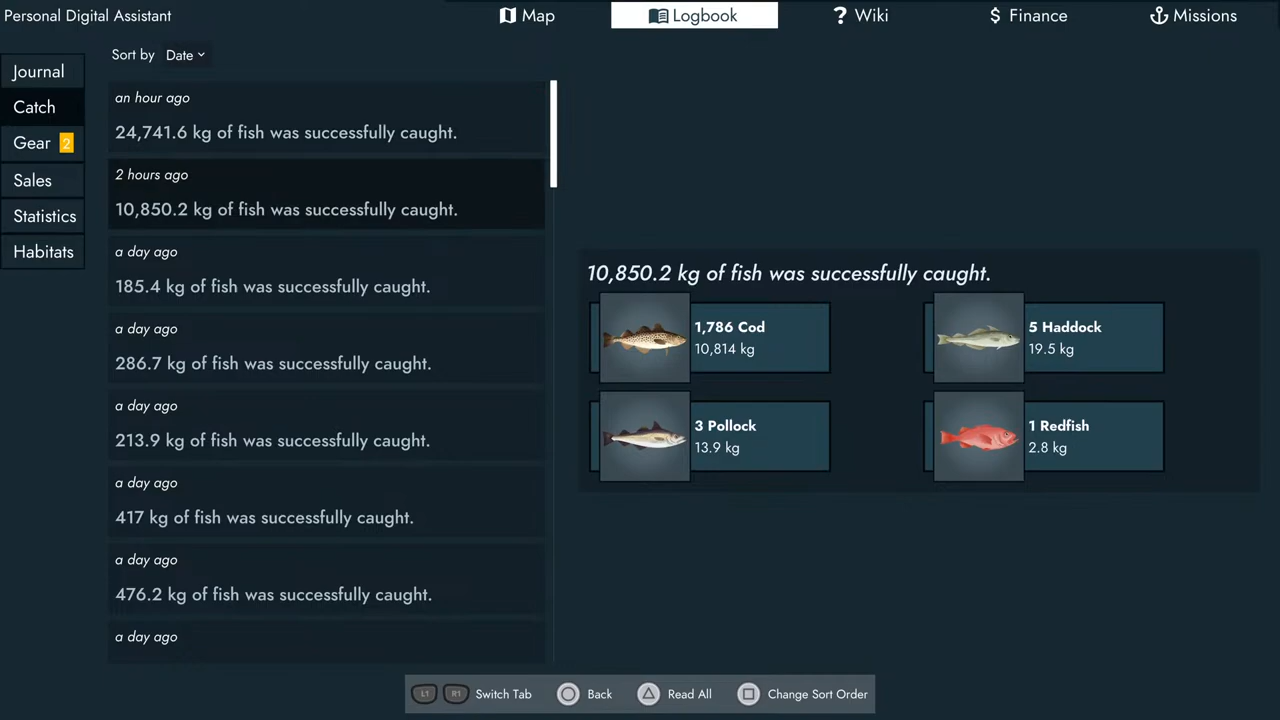 Personal Digital Assistant
Map
Logbook
? Wiki
$ Finance
Missions
Sort by Date
Journal
Catch
Gear 2
Sales
Statistics
Habitats
an hour ago
24,741.6 kg of fish was successfully caught.
2 hours ago
10,850.2 kg of fish was successfully caught.
a day ago
185.4 kg of fish was successfully caught.
a day ago
286.7 kg of fish was successfully caught.
a day ago
213.9 kg of fish was successfully caught.
a day ago
417 kg of fish was successfully caught.
a day ago
476.2 kg of fish was successfully caught.
a day ago
10,850.2 kg of fish was successfully caught.
1,786 Cod
10,814 kg
5 Haddock
19.5 kg
3 Pollock
13.9 kg
1 Redfish
2.8 kg
L1 R1 Switch Tab
Back
Read All
Change Sort Order